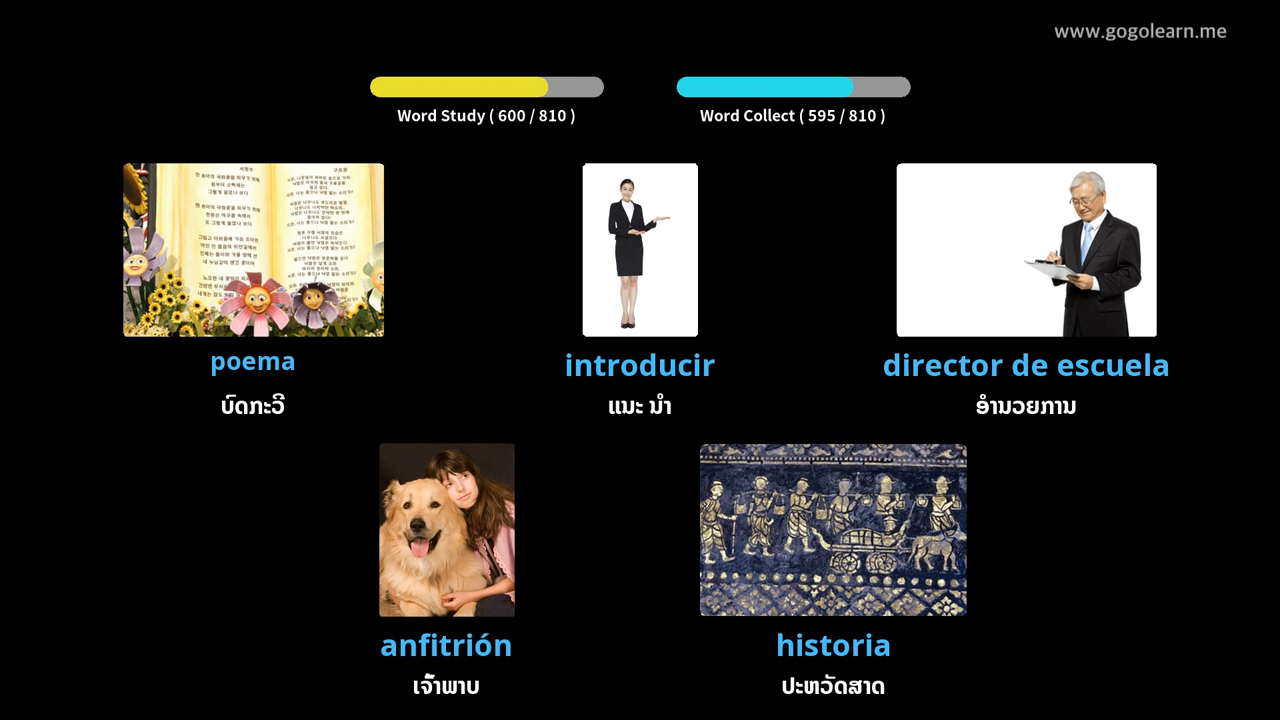 www.gogolearn.me
Word Study ( 600 / 810 )
Word Collect ( 595 / 810 )
poema
ບົດກະວີ
introducir
ແນະ ນຳ
director de escuela
ອຳນວຍການ
anfitrión
ເຈົ້າພາບ
historia
ປະຫວັດສາດ